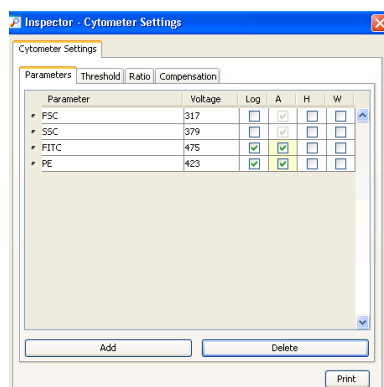 Inspector - Cytometer Settings
Cytometer Settings
Parameters Threshold Ratio Compensation
Parameter Voltage Log A H W
FSC 317
SSC 379
FITC 475
PE 423
Add Delete
Print